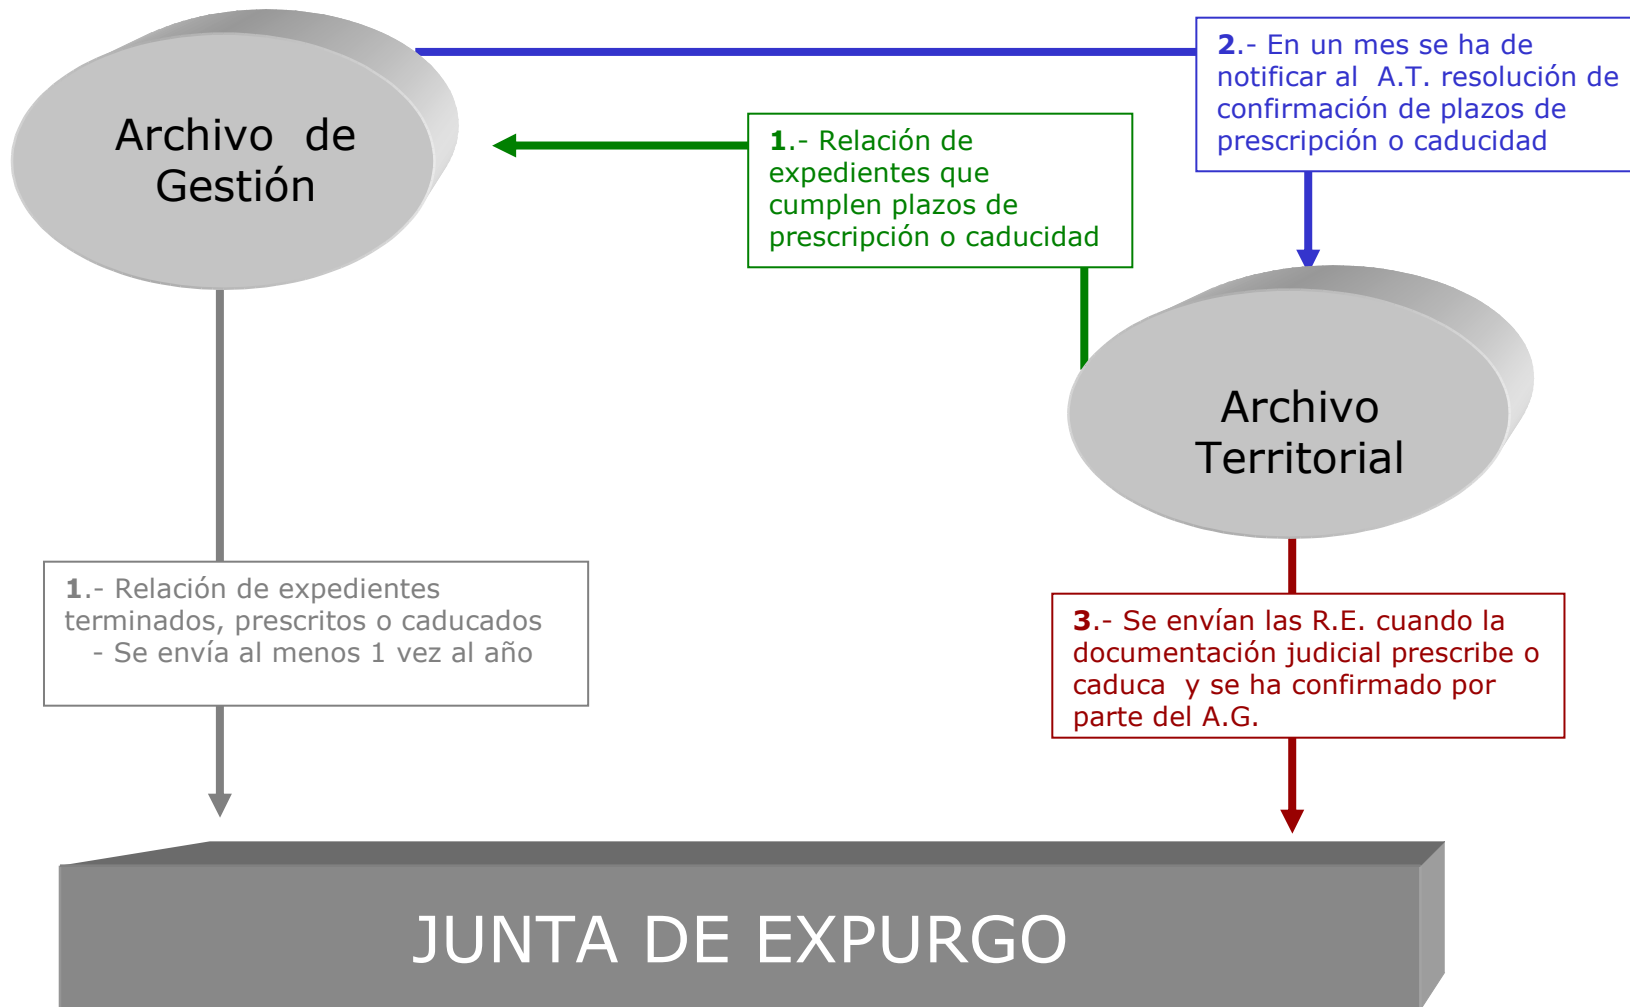 Archivo de
Gestión
1.- Relación de
expedientes que
cumplen plazos de
prescripción o caducidad
2.- En un mes se ha de
notificar al A.T. resolución de
confirmación de plazos de
prescripción o caducidad
Archivo
Territorial
1.- Relación de expedientes
terminados, prescritos o caducados
- Se envía al menos 1 vez al año
3.- Se envían las R.E. cuando la
documentación judicial prescribe o
caduca y se ha confirmado por
parte del A.G.
JUNTA DE EXPURGO